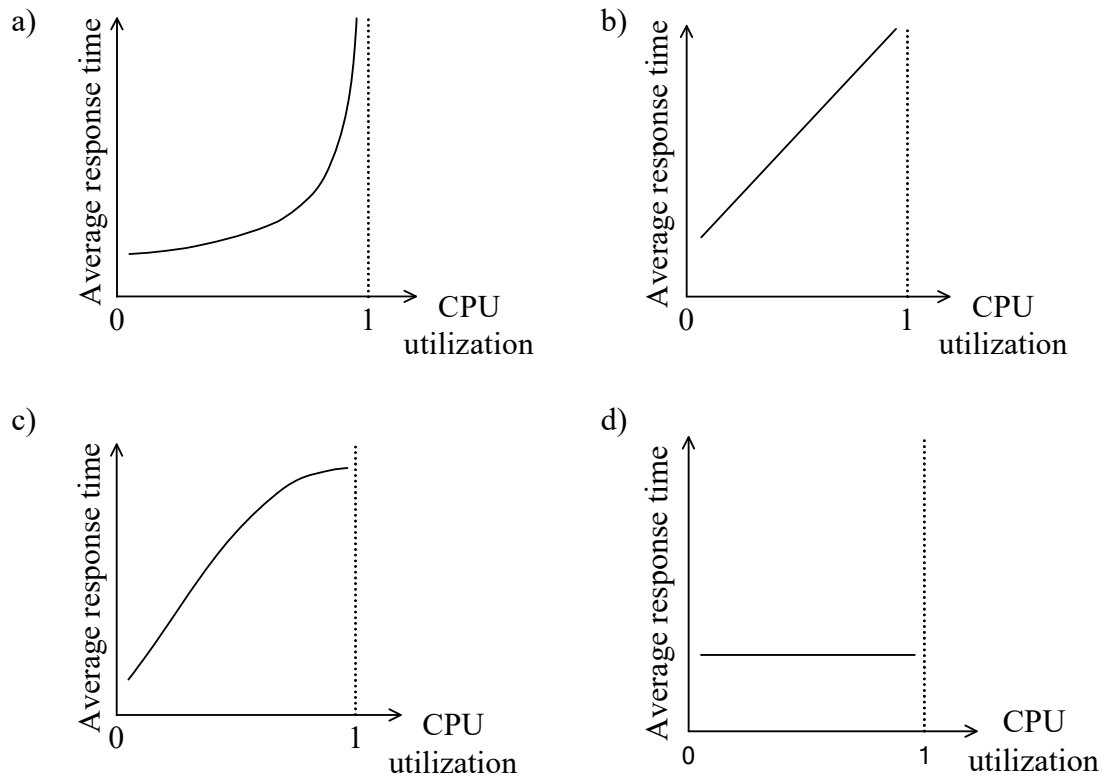 a)
Average response time
0
1
CPU
utilization
b)
Average response time
0
1
CPU
utilization
c)
Average response time
0
1
CPU
utilization
d)
Average response time
0
1
CPU
utilization